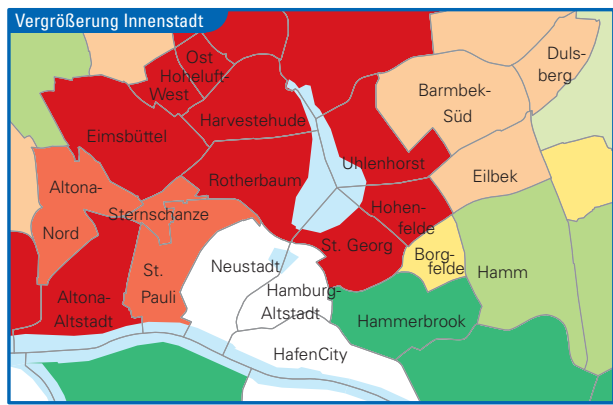 Vergrößerung Innenstadt
Ost
Hoheluft-
West
Duls-
berg
Barmbek-
Süd
Harvestehude
Eimsbüttel
Uhlenhorst
Eilbek
Rotherbaum
Altona-
Nord
Sternschanze
Hohen-
felde
St. Georg
Borg-
felde
Hamm
Neustadt
St.
Pauli
Hamburg-
Altstadt
Altona-
Altstadt
Hammerbrook
HafenCity